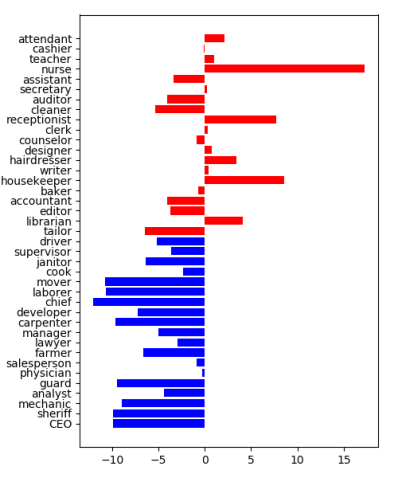 attendant
cashier
teacher
nurse
assistant
secretary
auditor
cleaner
receptionist
clerk
counselor
designer
hairdresser
writer
housekeeper
baker
accountant
editor
librarian
tailor
driver
supervisor
janitor
cook
mover
laborer
chief
developer
carpenter
manager
lawyer
farmer
salesperson
physician
guard
analyst
mechanic
sheriff
CEO
−10 −5 0 5 10 15